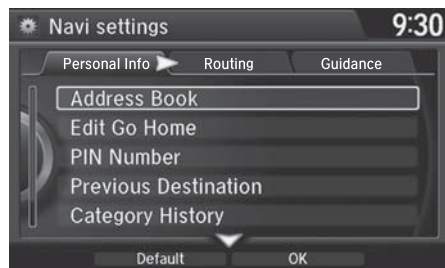 Navi settings 9:30
Personal Info Routing Guidance
Address Book
Edit Go Home
PIN Number
Previous Destination
Category History
Default OK